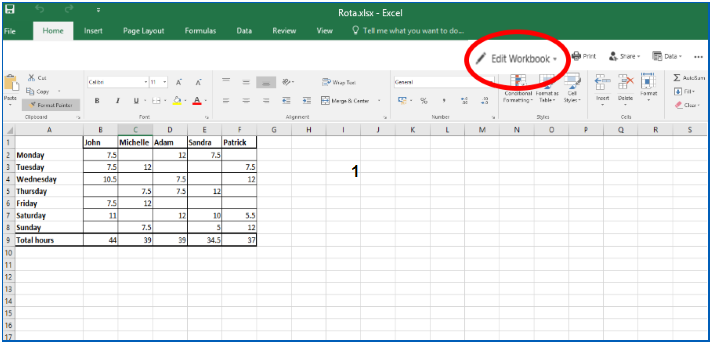 Rota.xlsx - Excel
File Home Insert Page Layout Formulas Data Review View Tell me what you want to do...
Edit Workbook Print Share Data
Paste Cut Copy Format Painter
Calibri 11 A A
B I U A
Wrap Text
Merge & Center
General
%
Conditional Formatting Format as Table Cell Styles
Insert Delete Format
AutoSum
Fill
Clear
Clipboard Font Alignment Number Styles Cells
A B C D E F G H I J K L M N O P Q R S
1 John Michelle Adam Sandra Patrick
2 Monday 7.5 12 7.5
3 Tuesday 7.5 12 7.5
4 Wednesday 10.5 7.5 12
5 Thursday 7.5 7.5 12
6 Friday 7.5 12
7 Saturday 11 12 10 5.5
8 Sunday 7.5 5 12
9 Total hours 44 39 39 34.5 37
1
10
11
12
13
14
15
16
17